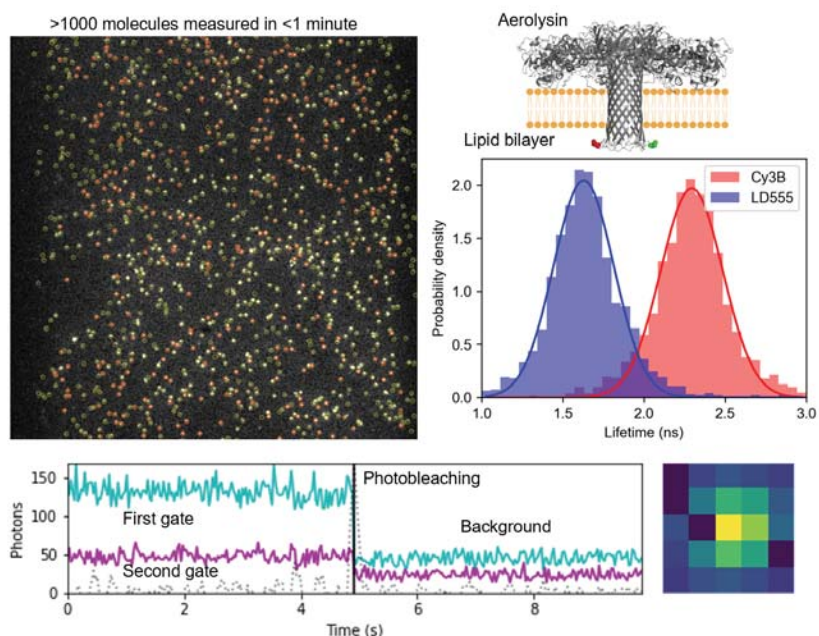 >1000 molecules measured in <1 minute
Aerolysin
Lipid bilayer
Cy3B
LD555
Probability density
2.0
1.5
1.0
0.5
0.0
1.0 1.5 2.0 2.5 3.0
Lifetime (ns)
Photons
150
100
50
0
First gate
Second gate
Photobleaching
Background
0 2 4 6 8
Time (s)